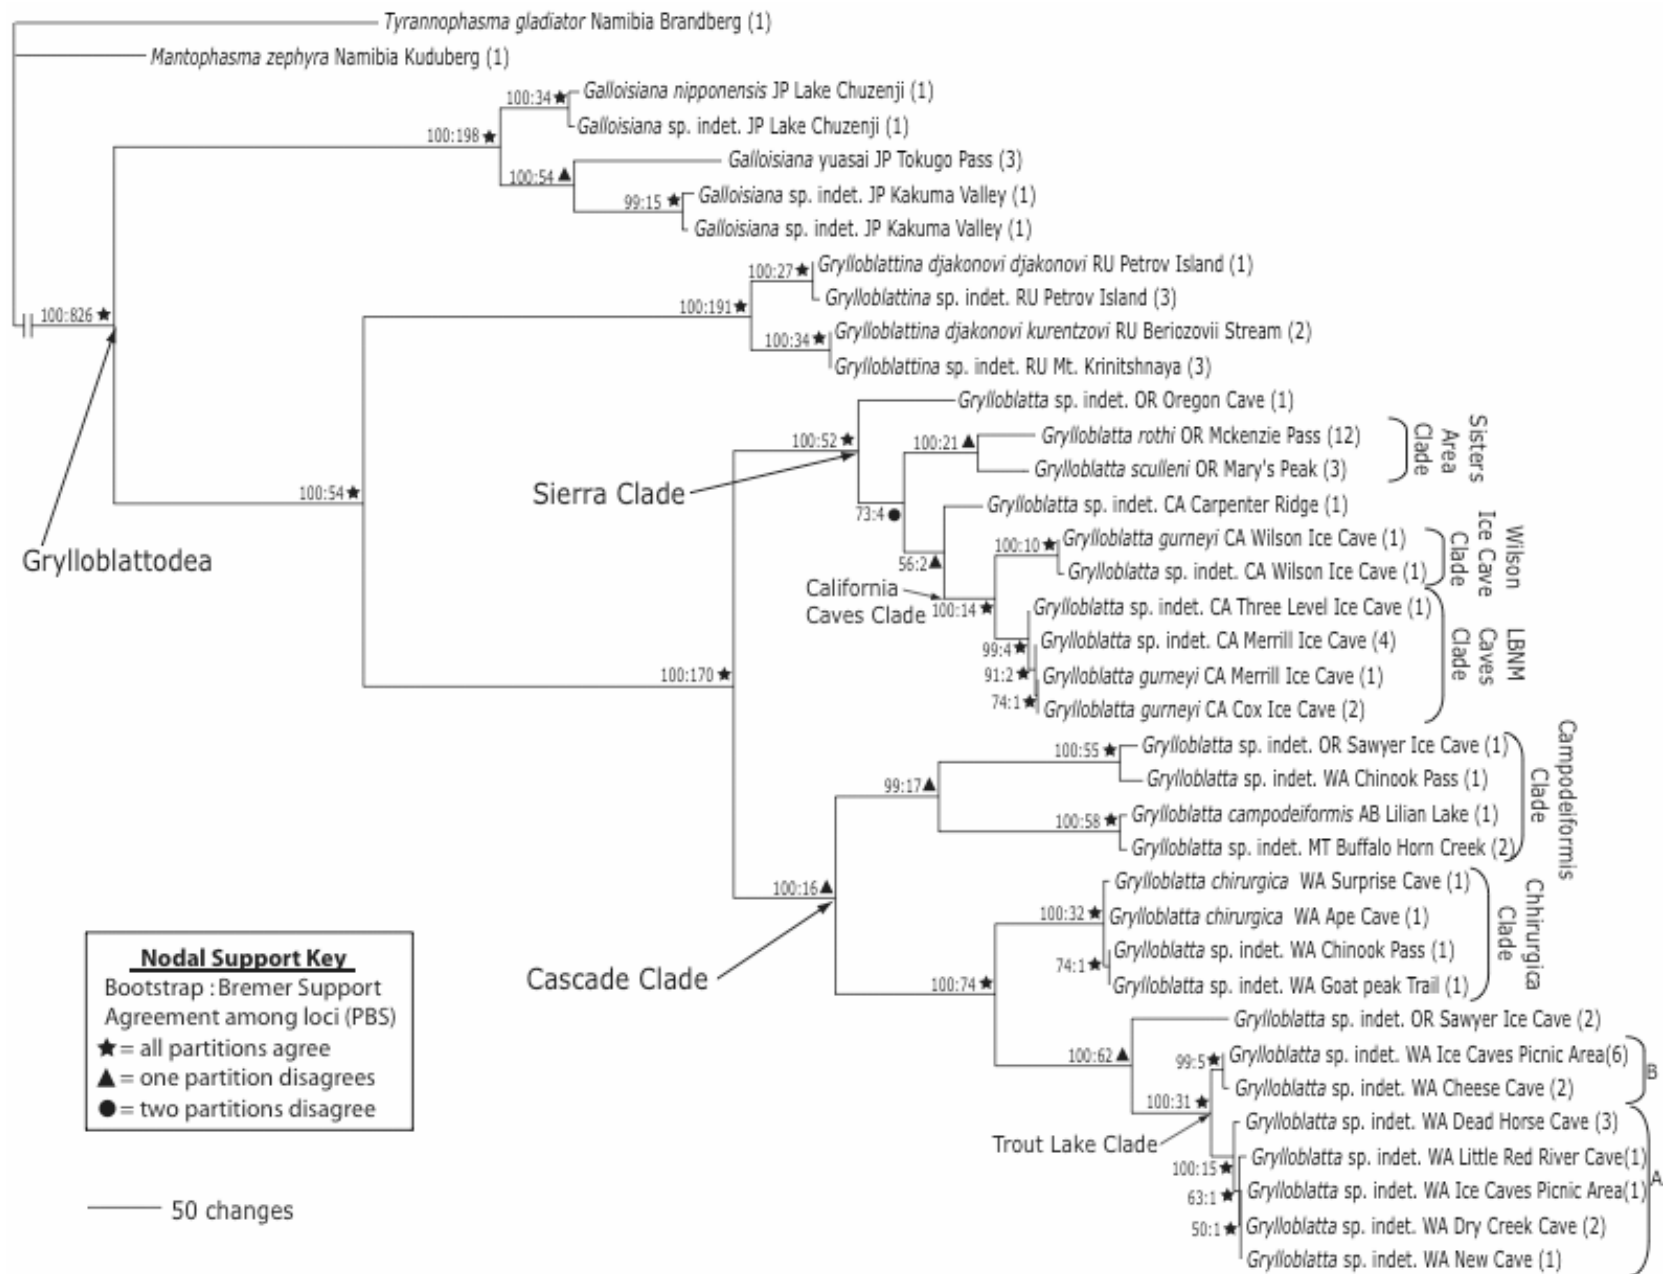 Tyrannophasma gladiator Namibia Brandberg (1)
Mantophasma zephyra Namibia Kuduberg (1)
100:34
Galloisiana nipponensis JP Lake Chuzenji (1)
Galloisiana sp. indet. JP Lake Chuzenji (1)
100:198
Galloisiana yuasai JP Tokugo Pass (3)
100:54
99:15
Galloisiana sp. indet. JP Kakuma Valley (1)
Galloisiana sp. indet. JP Kakuma Valley (1)
100:27
Grylloblattina djakonovi djakonovi RU Petrov Island (1)
Grylloblattina sp. indet. RU Petrov Island (3)
100:826
100:191
Grylloblattina djakonovi kurentzovi RU Beriozovii Stream (2)
100:34
Grylloblattina sp. indet. RU Mt. Krinitshnaya (3)
Grylloblatta sp. indet. OR Oregon Cave (1)
100:52
100:21
Grylloblatta rothi OR Mckenzie Pass (12)
Grylloblatta sculleni OR Mary's Peak (3)
Sisters
Area
Clade
100:54
Sierra Clade
73:4
Grylloblatta sp. indet. CA Carpenter Ridge (1)
Grylloblattodea
100:10
Grylloblatta gurneyi CA Wilson Ice Cave (1)
Grylloblatta sp. indet. CA Wilson Ice Cave (1)
Wilson
Ice Cave
Clade
56:2
California
Caves Clade
100:14
Grylloblatta sp. indet. CA Three Level Ice Cave (1)
Grylloblatta sp. indet. CA Merrill Ice Cave (4)
99:4
91:2
Grylloblatta gurneyi CA Merrill Ice Cave (1)
74:1
Grylloblatta gurneyi CA Cox Ice Cave (2)
LBNM
Caves
Clade
100:170
100:55
Grylloblatta sp. indet. OR Sawyer Ice Cave (1)
Grylloblatta sp. indet. WA Chinook Pass (1)
99:17
100:58
Grylloblatta campodeiformis AB Lilian Lake (1)
Grylloblatta sp. indet. MT Buffalo Horn Creek (2)
Campodeiformis
Clade
100:16
Grylloblatta chirurgica WA Surprise Cave (1)
100:32
Grylloblatta chirurgica WA Ape Cave (1)
Grylloblatta sp. indet. WA Chinook Pass (1)
74:1
Grylloblatta sp. indet. WA Goat peak Trail (1)
Chhirurgica
Clade
Cascade Clade
100:74
Grylloblatta sp. indet. OR Sawyer Ice Cave (2)
100:62
99:5
Grylloblatta sp. indet. WA Ice Caves Picnic Area(6)
Grylloblatta sp. indet. WA Cheese Cave (2)
B
100:31
Trout Lake Clade
Grylloblatta sp. indet. WA Dead Horse Cave (3)
100:15
Grylloblatta sp. indet. WA Little Red River Cave(1)
63:1
Grylloblatta sp. indet. WA Ice Caves Picnic Area(1)
50:1
Grylloblatta sp. indet. WA Dry Creek Cave (2)
Grylloblatta sp. indet. WA New Cave (1)
A
Nodal Support Key
Bootstrap : Bremer Support
Agreement among loci (PBS)
★ = all partitions agree
▲ = one partition disagrees
● = two partitions disagree
50 changes